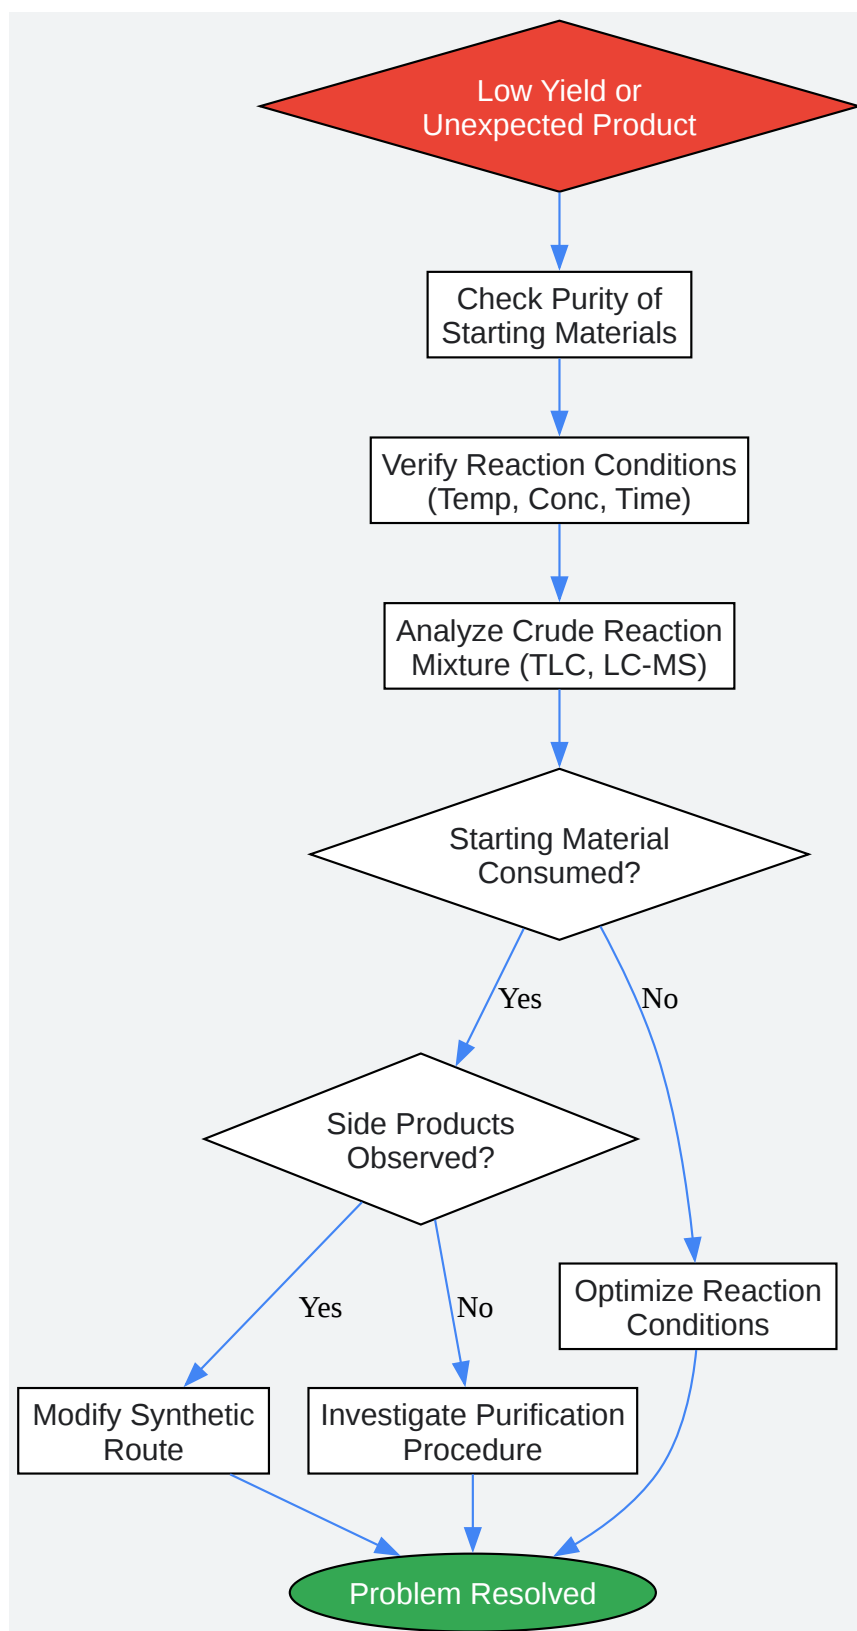 Low Yield or
Unexpected Product
Check Purity of
Starting Materials
Verify Reaction Conditions
(Temp, Conc, Time)
Analyze Crude Reaction
Mixture (TLC, LC-MS)
Starting Material
Consumed?
Yes
No
Side Products
Observed?
Yes
No
Optimize Reaction
Conditions
Modify Synthetic
Route
Investigate Purification
Procedure
Problem Resolved